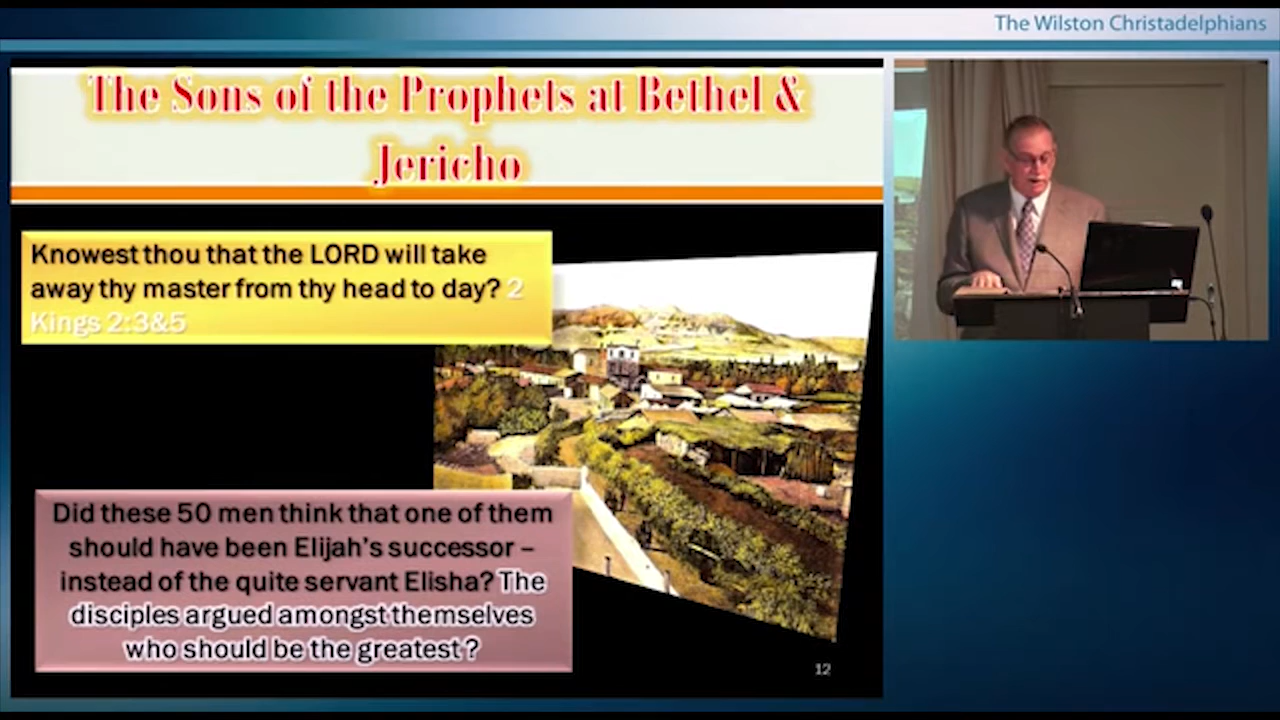 The Wilston Christadelphians
The Sons of the Prophets at Bethel &
Jericho
Knowest thou that the LORD will take
away thy master from thy head to day? 2
Kings 2:3&5
Did these 50 men think that one of them
should have been Elijah's successor –
instead of the quite servant Elisha? The
disciples argued amongst themselves
who should be the greatest ?
12